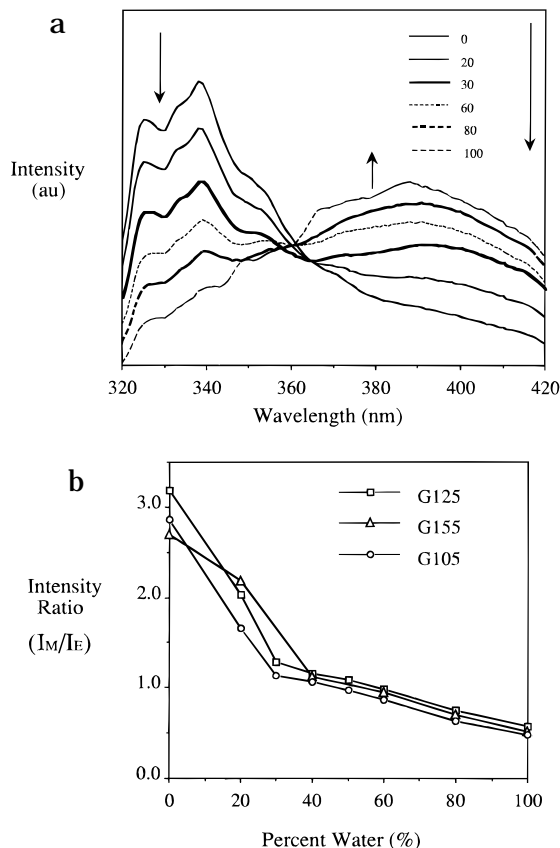 a
0
20
30
60
80
100
Intensity
(au)
320 340 360 380 400 420
Wavelength (nm)
b
3.0
2.0
1.0
0.0
G125
G155
G105
Intensity
Ratio
(IM/IE)
0 20 40 60 80 100
Percent Water (%)